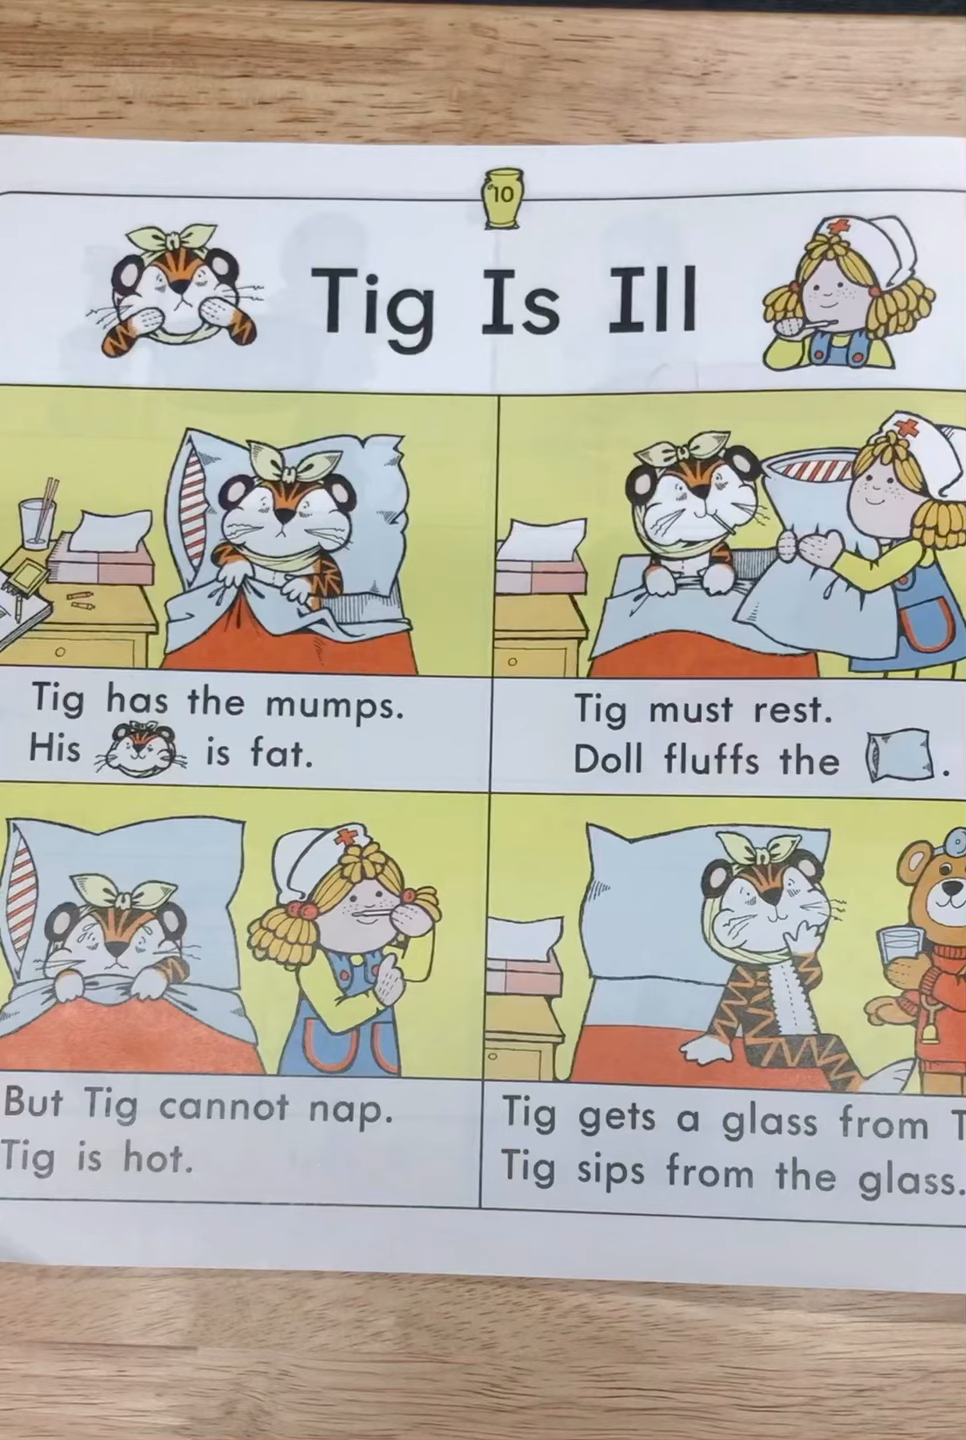 10
Tig Is Ill
Tig has the mumps.
His is fat.
Tig must rest.
Doll fluffs the .
But Tig cannot nap.
Tig is hot.
Tig gets a glass from
Tig sips from the glass.